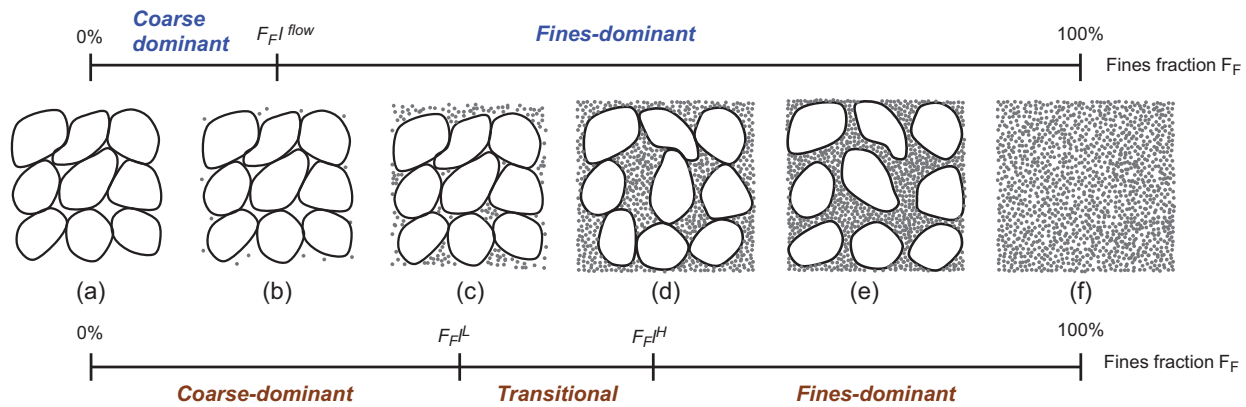 Coarse
dominant
0%
F_F|^flow
Fines-dominant
100%
Fines fraction F_F
(a) (b) (c) (d) (e) (f)
0%
F_F|^L
F_F|^H
100%
Fines fraction F_F
Coarse-dominant
Transitional
Fines-dominant